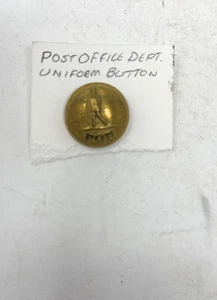 POST OFFICE DEPT.
UNIFORM BUTTON
POD